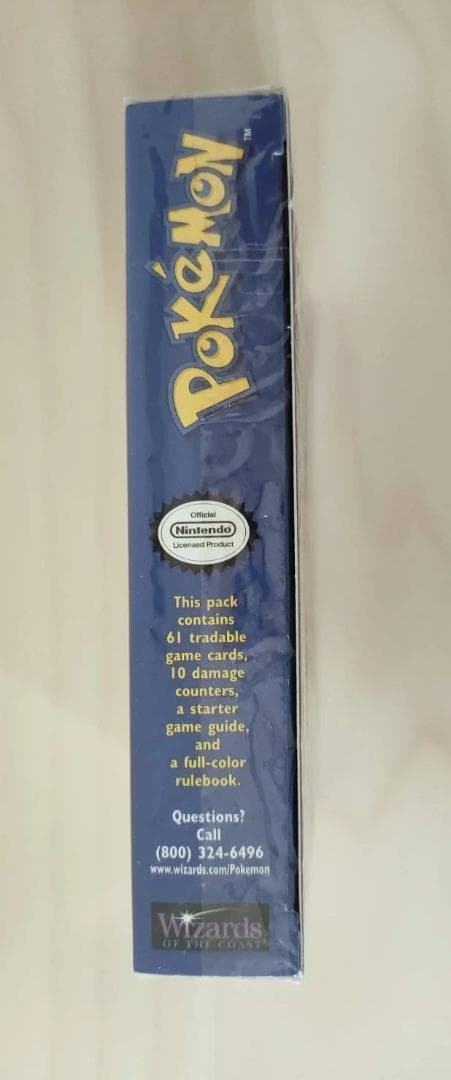 POKéMON™
Official
Nintendo
Licensed Product
This pack
contains
61 tradable
game cards,
10 damage
counters,
a starter
game guide,
and
a full-color
rulebook.
Questions?
Call
(800) 324-6496
www.wizards.com/Pokemon
Wizards
OF THE COAST